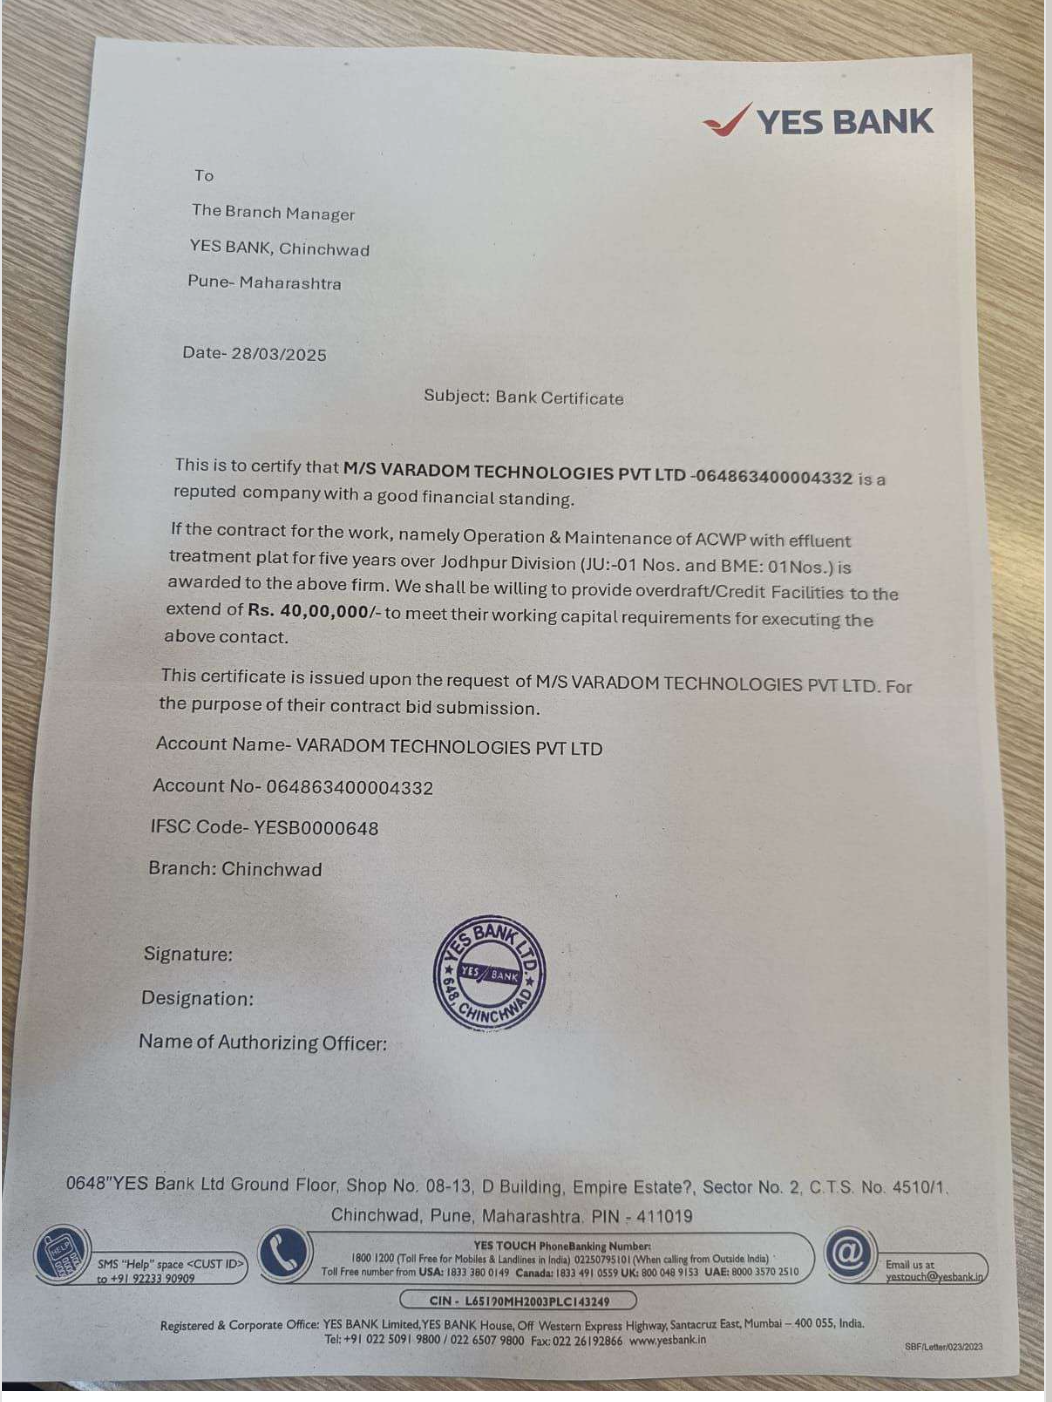 YES BANK
To
The Branch Manager
YES BANK, Chinchwad
Pune- Maharashtra
Date- 28/03/2025
Subject: Bank Certificate
This is to certify that M/S VARADOM TECHNOLOGIES PVT LTD -064863400004332 is a
reputed company with a good financial standing.
If the contract for the work, namely Operation & Maintenance of ACWP with effluent
treatment plat for five years over Jodhpur Division (JU:-01 Nos. and BME: 01Nos.) is
awarded to the above firm. We shall be willing to provide overdraft/Credit Facilities to the
extend of Rs. 40,00,000/- to meet their working capital requirements for executing the
above contact.
This certificate is issued upon the request of M/S VARADOM TECHNOLOGIES PVT LTD. For
the purpose of their contract bid submission.
Account Name- VARADOM TECHNOLOGIES PVT LTD
Account No- 064863400004332
IFSC Code- YESB0000648
Branch: Chinchwad
Signature:
Designation:
Name of Authorizing Officer:
YES BANK LTD.
YES BANK
648, CHINCHWAD
0648"YES Bank Ltd Ground Floor, Shop No. 08-13, D Building, Empire Estate?, Sector No. 2, C.T.S. No. 4510/1.
Chinchwad, Pune, Maharashtra. PIN - 411019
HELP
SMS "Help" space <CUST ID>
to +91 92233 90909
YES TOUCH PhoneBanking Number:
1800 1200 (Toll Free for Mobiles & Landlines in India) 02250795101 (When calling from Outside India)
Toll Free number from USA: 1833 380 0149 Canada: 1833 491 0559 UK: 800 048 9153 UAE: 8000 3570 2510
@
Email us at
yestouch@yesbank.in
CIN - L65190MH2003PLC143249
Registered & Corporate Office: YES BANK Limited,YES BANK House, Off Western Express Highway, Santacruz East, Mumbai – 400 055, India.
Tel: +91 022 5091 9800 / 022 6507 9800 Fax: 022 26192866 www.yesbank.in
SBF/Letter/023/2023